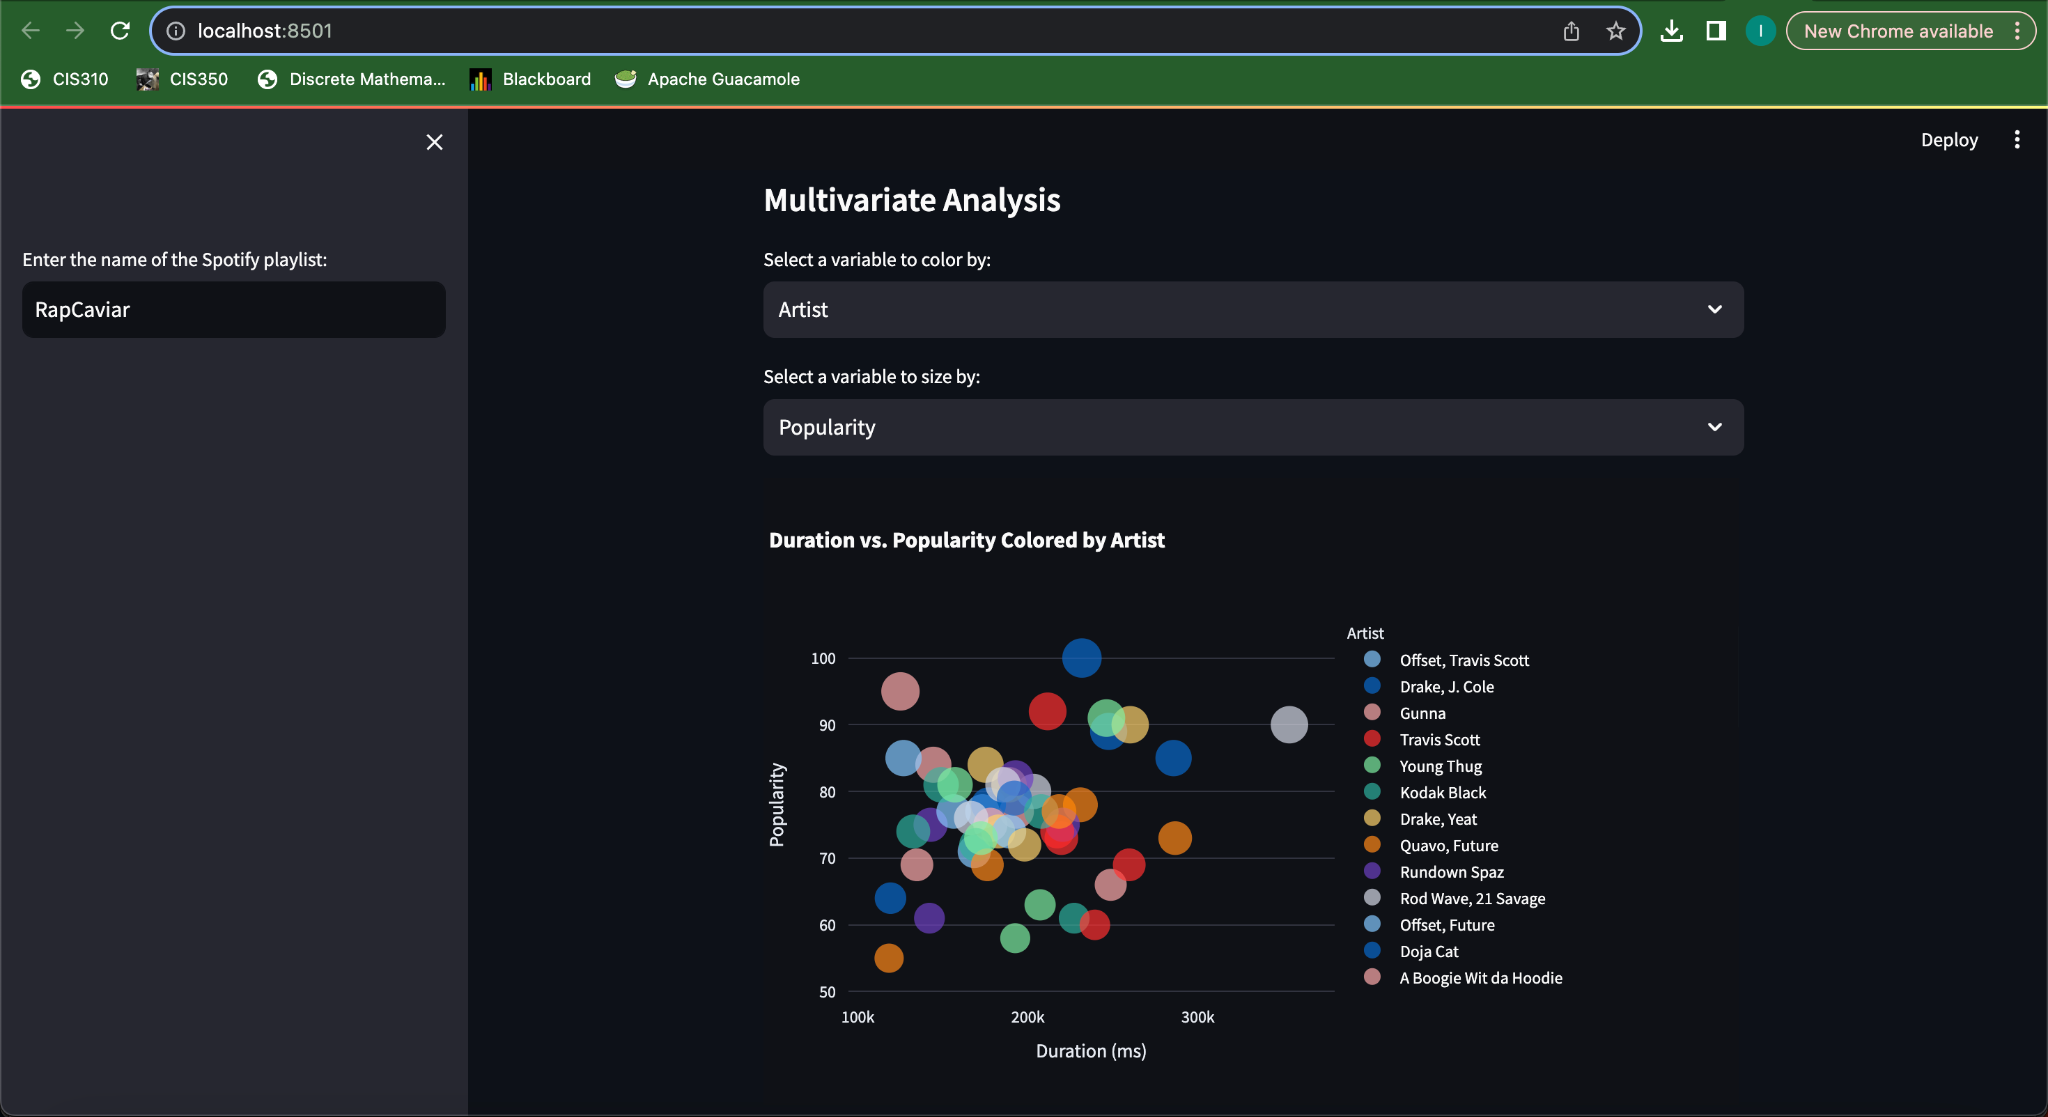 localhost:8501
New Chrome available
CIS310
CIS350
Discrete Mathema...
Blackboard
Apache Guacamole
Deploy
Enter the name of the Spotify playlist:
RapCaviar
Multivariate Analysis
Select a variable to color by:
Artist
Select a variable to size by:
Popularity
Duration vs. Popularity Colored by Artist
100
90
80
70
60
50
Popularity
100k
200k
300k
Duration (ms)
Artist
Offset, Travis Scott
Drake, J. Cole
Gunna
Travis Scott
Young Thug
Kodak Black
Drake, Yeat
Quavo, Future
Rundown Spaz
Rod Wave, 21 Savage
Offset, Future
Doja Cat
A Boogie Wit da Hoodie